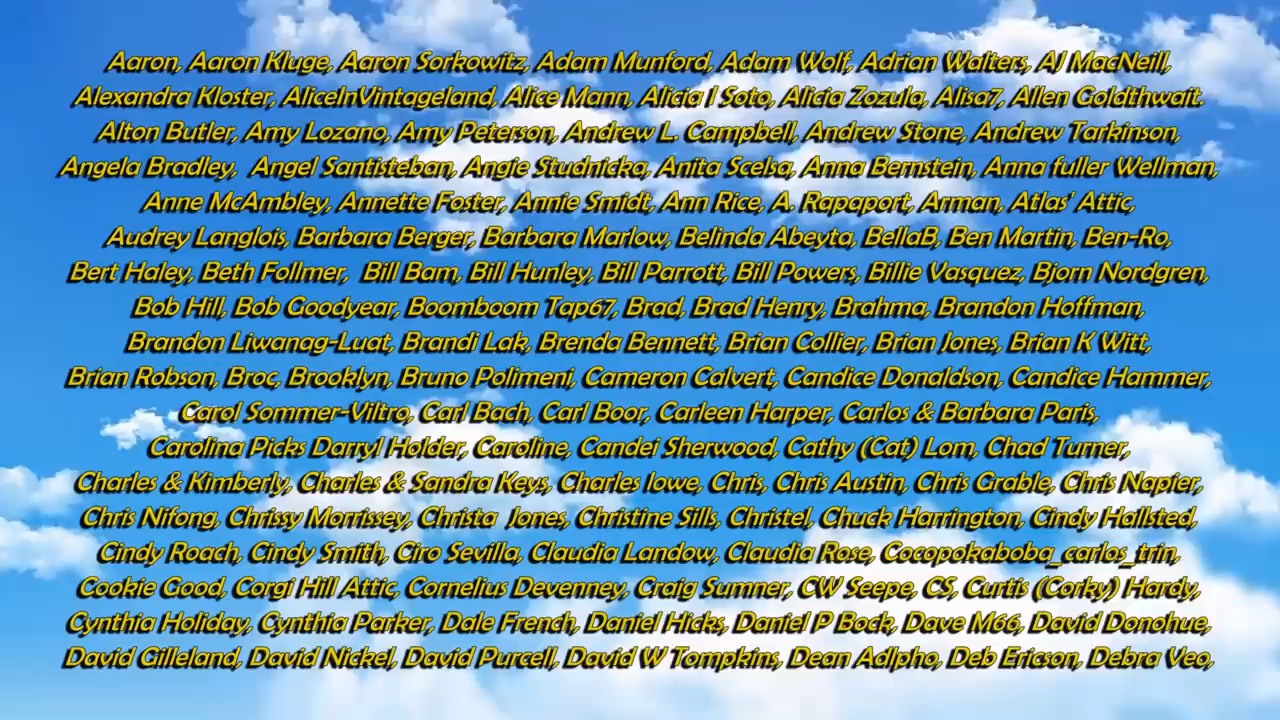 Aaron, Aaron Kluge, Aaron Sorkowitz, Adam Munford, Adam Wolf, Adrian Walters, AJ MacNeill,
Alexandra Kloster, AliceInVintageland, Alice Mann, Alicia l Soto, Alicia Zozula, Alisa7, Allen Goldthwait.
Alton Butler, Amy Lozano, Amy Peterson, Andrew L. Campbell, Andrew Stone, Andrew Tarkinson,
Angela Bradley, Angel Santisteban, Angie Studnicka, Anita Scelsa, Anna Bernstein, Anna fuller Wellman,
Anne McAmbley, Annette Foster, Annie Smidt, Ann Rice, A. Rapaport, Arman, Atlas' Attic,
Audrey Langlois, Barbara Berger, Barbara Marlow, Belinda Abeyta, BellaB, Ben Martin, Ben-Ro,
Bert Haley, Beth Follmer, Bill Bam, Bill Hunley, Bill Parrott, Bill Powers, Billie Vasquez, Bjorn Nordgren,
Bob Hill, Bob Goodyear, Boomboom Tap67, Brad, Brad Henry, Brahma, Brandon Hoffman,
Brandon Liwanag-Luat, Brandi Lak, Brenda Bennett, Brian Collier, Brian Jones, Brian K Witt,
Brian Robson, Broc, Brooklyn, Bruno Polimeni, Cameron Calvert, Candice Donaldson, Candice Hammer,
Carol Sommer-Viltro, Carl Bach, Carl Boor, Carleen Harper, Carlos & Barbara Paris,
Carolina Picks Darryl Holder, Caroline, Candei Sherwood, Cathy (Cat) Lom, Chad Turner,
Charles & Kimberly, Charles & Sandra Keys, Charles lowe, Chris, Chris Austin, Chris Grable, Chris Napier,
Chris Nifong, Chrissy Morrissey, Christa Jones, Christine Sills, Christel, Chuck Harrington, Cindy Hallsted,
Cindy Roach, Cindy Smith, Ciro Sevilla, Claudia Landow, Claudia Rose, Cocopokaboba_carlos_trin,
Cookie Good, Corgi Hill Attic, Cornelius Devenney, Craig Sumner, CW Seepe, CS, Curtis (Corky) Hardy,
Cynthia Holiday, Cynthia Parker, Dale French, Daniel Hicks, Daniel P Bock, Dave M66, David Donohue,
David Gilleland, David Nickel, David Purcell, David W Tompkins, Dean Adlpho, Deb Ericson, Debra Veo,